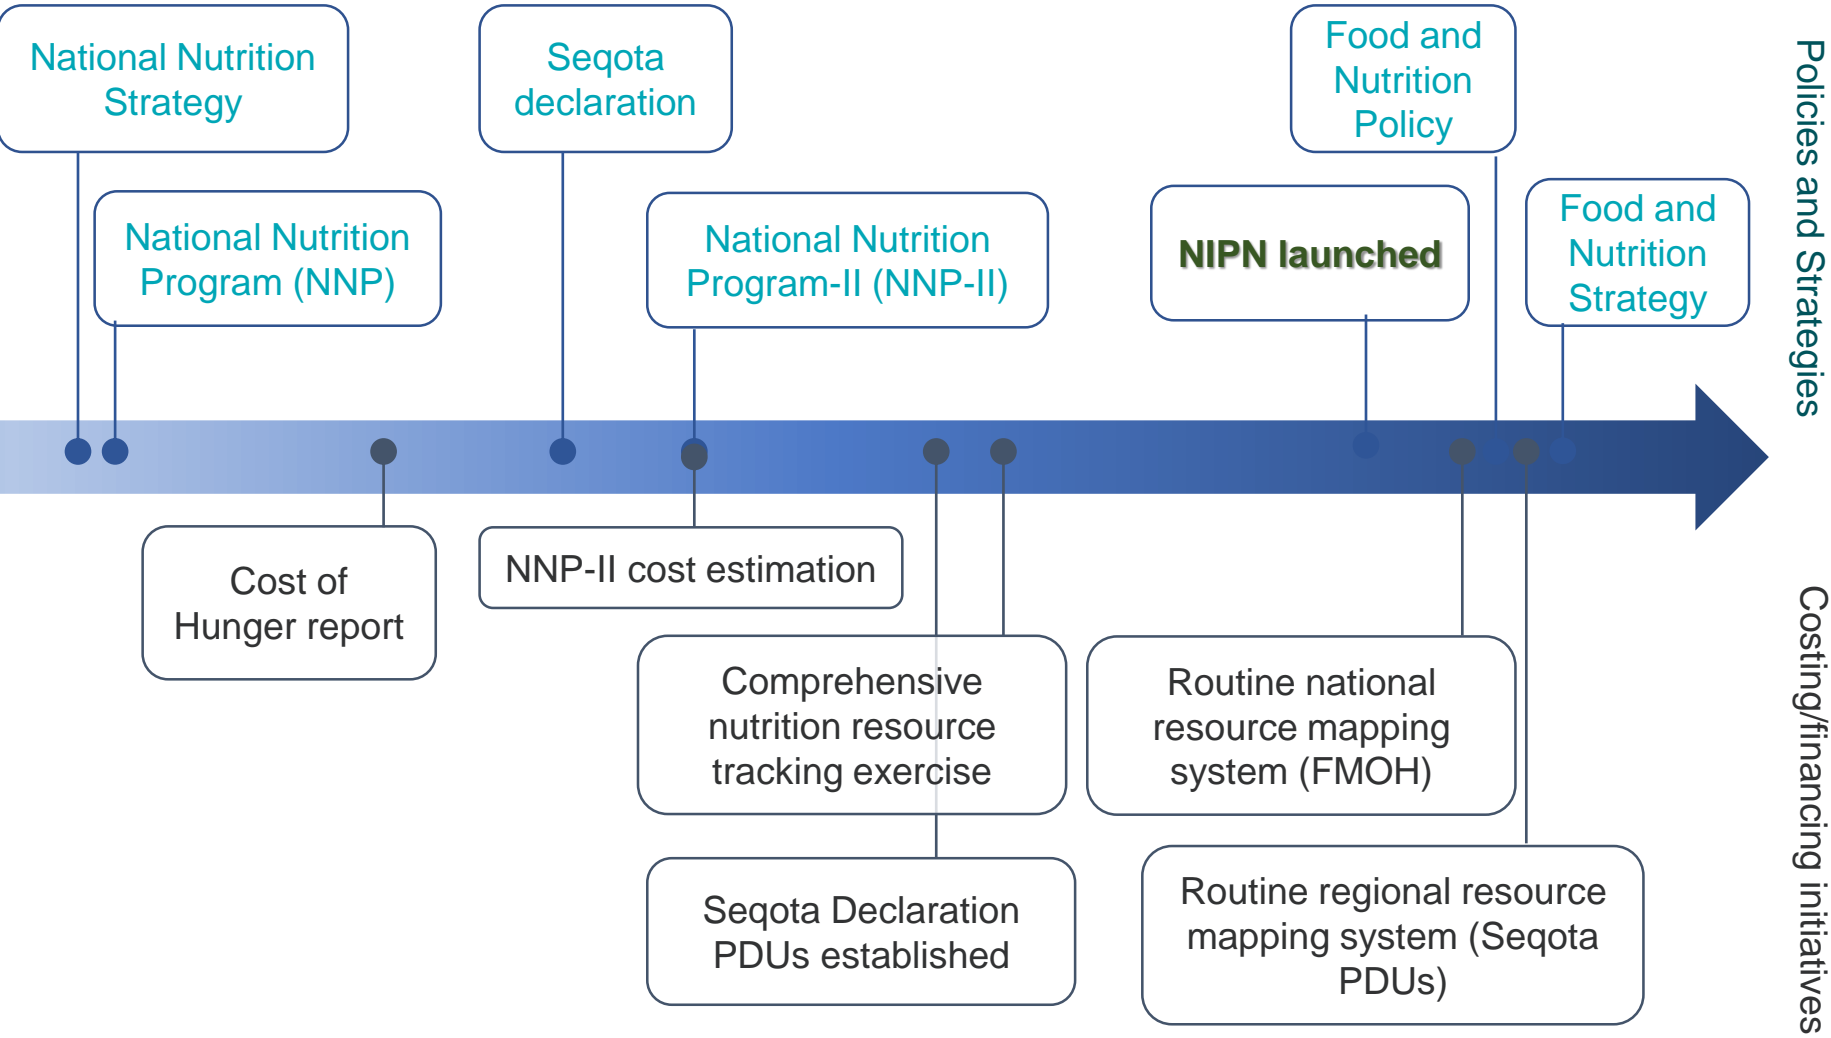 National Nutrition
Strategy
Seqota
declaration
Food and
Nutrition
Policy
National Nutrition
Program (NNP)
National Nutrition
Program-II (NNP-II)
NIPN launched
Food and
Nutrition
Strategy
Policies and Strategies
Cost of
Hunger report
NNP-II cost estimation
Comprehensive
nutrition resource
tracking exercise
Routine national
resource mapping
system (FMOH)
Seqota Declaration
PDUs established
Routine regional resource
mapping system (Seqota
PDUs)
Costing/financing initiatives